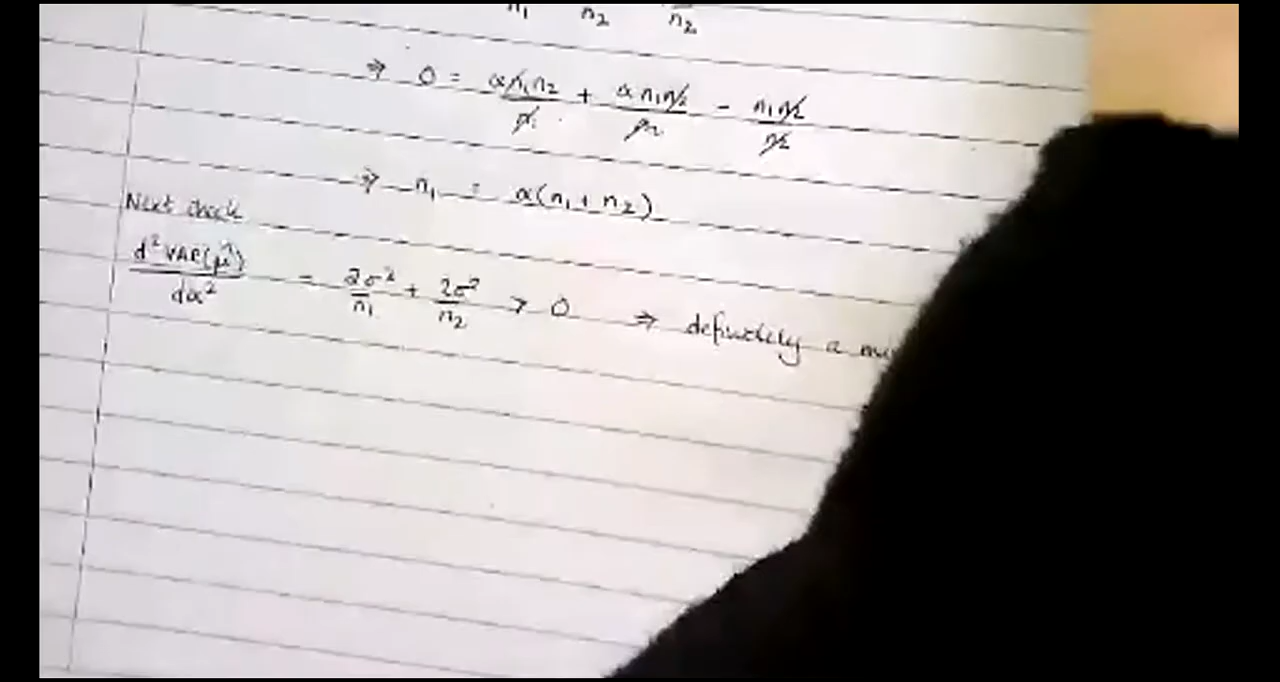 n₁ n₂ n₂
⇒ 0 = αn₁n₂/n₁ + αn₁n₂/n₂ - n₁n₂/n₂
⇒ n₁ = α(n₁ + n₂)
Next check
d²VAR(μ̂)/dα² = 2σ²/n₁ + 2σ²/n₂ > 0 ⇒ definitely a